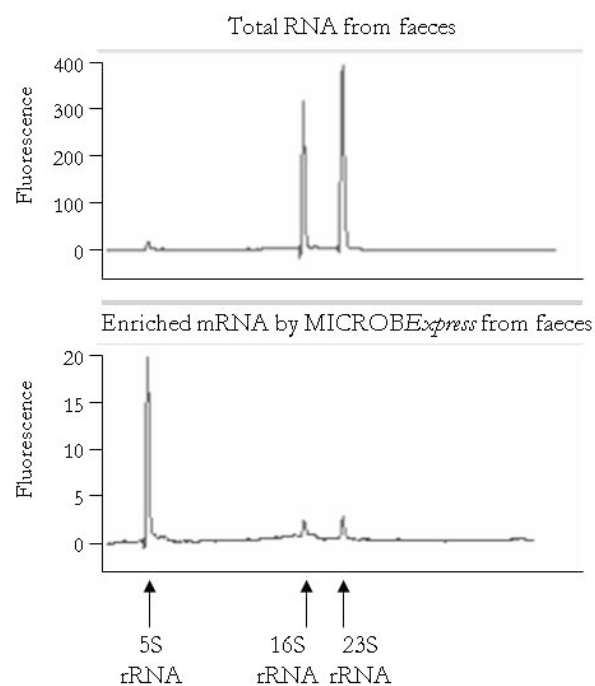 Total RNA from faeces
Fluorescence
400
300
200
100
0
Enriched mRNA by MICROBExpress from faeces
Fluorescence
20
15
10
5
0
5S
rRNA
16S
rRNA
23S
rRNA